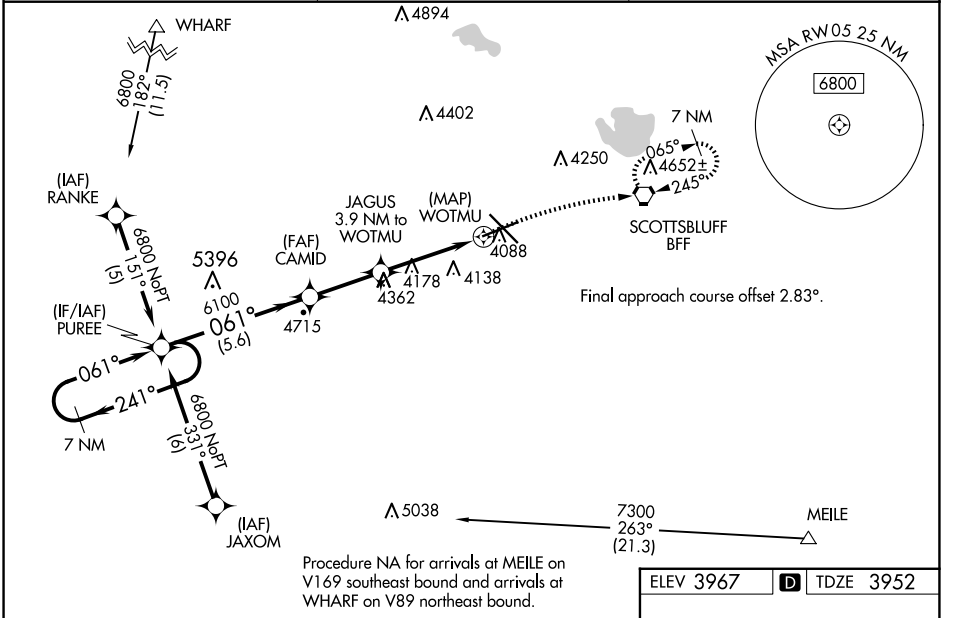 4894
WHARF
6800
182°
(11.5)
MSA RW05 25 NM
6800
4402
7 NM
065°
4652±
245°
4250
SCOTTSBLUFF
BFF
(IAF)
RANKE
6800 NoPT
151°
(5)
JAGUS
3.9 NM to
WOTMU
(MAP)
WOTMU
4088
5396
(FAF)
CAMID
4178
4138
4362
4715
6100
061°
(5.6)
Final approach course offset 2.83°.
(IF/IAF)
PUREE
061°
241°
7 NM
6800 NoPT
331°
(6)
(IAF)
JAXOM
5038
7300
263°
(21.3)
MEILE
Procedure NA for arrivals at MEILE on
V169 southeast bound and arrivals at
WHARF on V89 northeast bound.
ELEV 3967
D
TDZE 3952